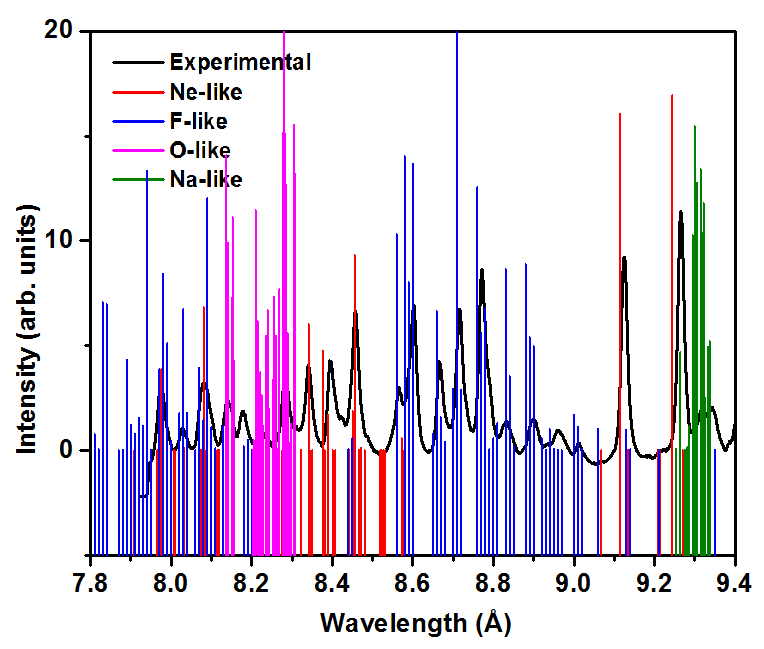 20
Experimental
Ne-like
F-like
O-like
Na-like
10
0
Intensity (arb. units)
7.8 8.0 8.2 8.4 8.6 8.8 9.0 9.2 9.4
Wavelength (Å)